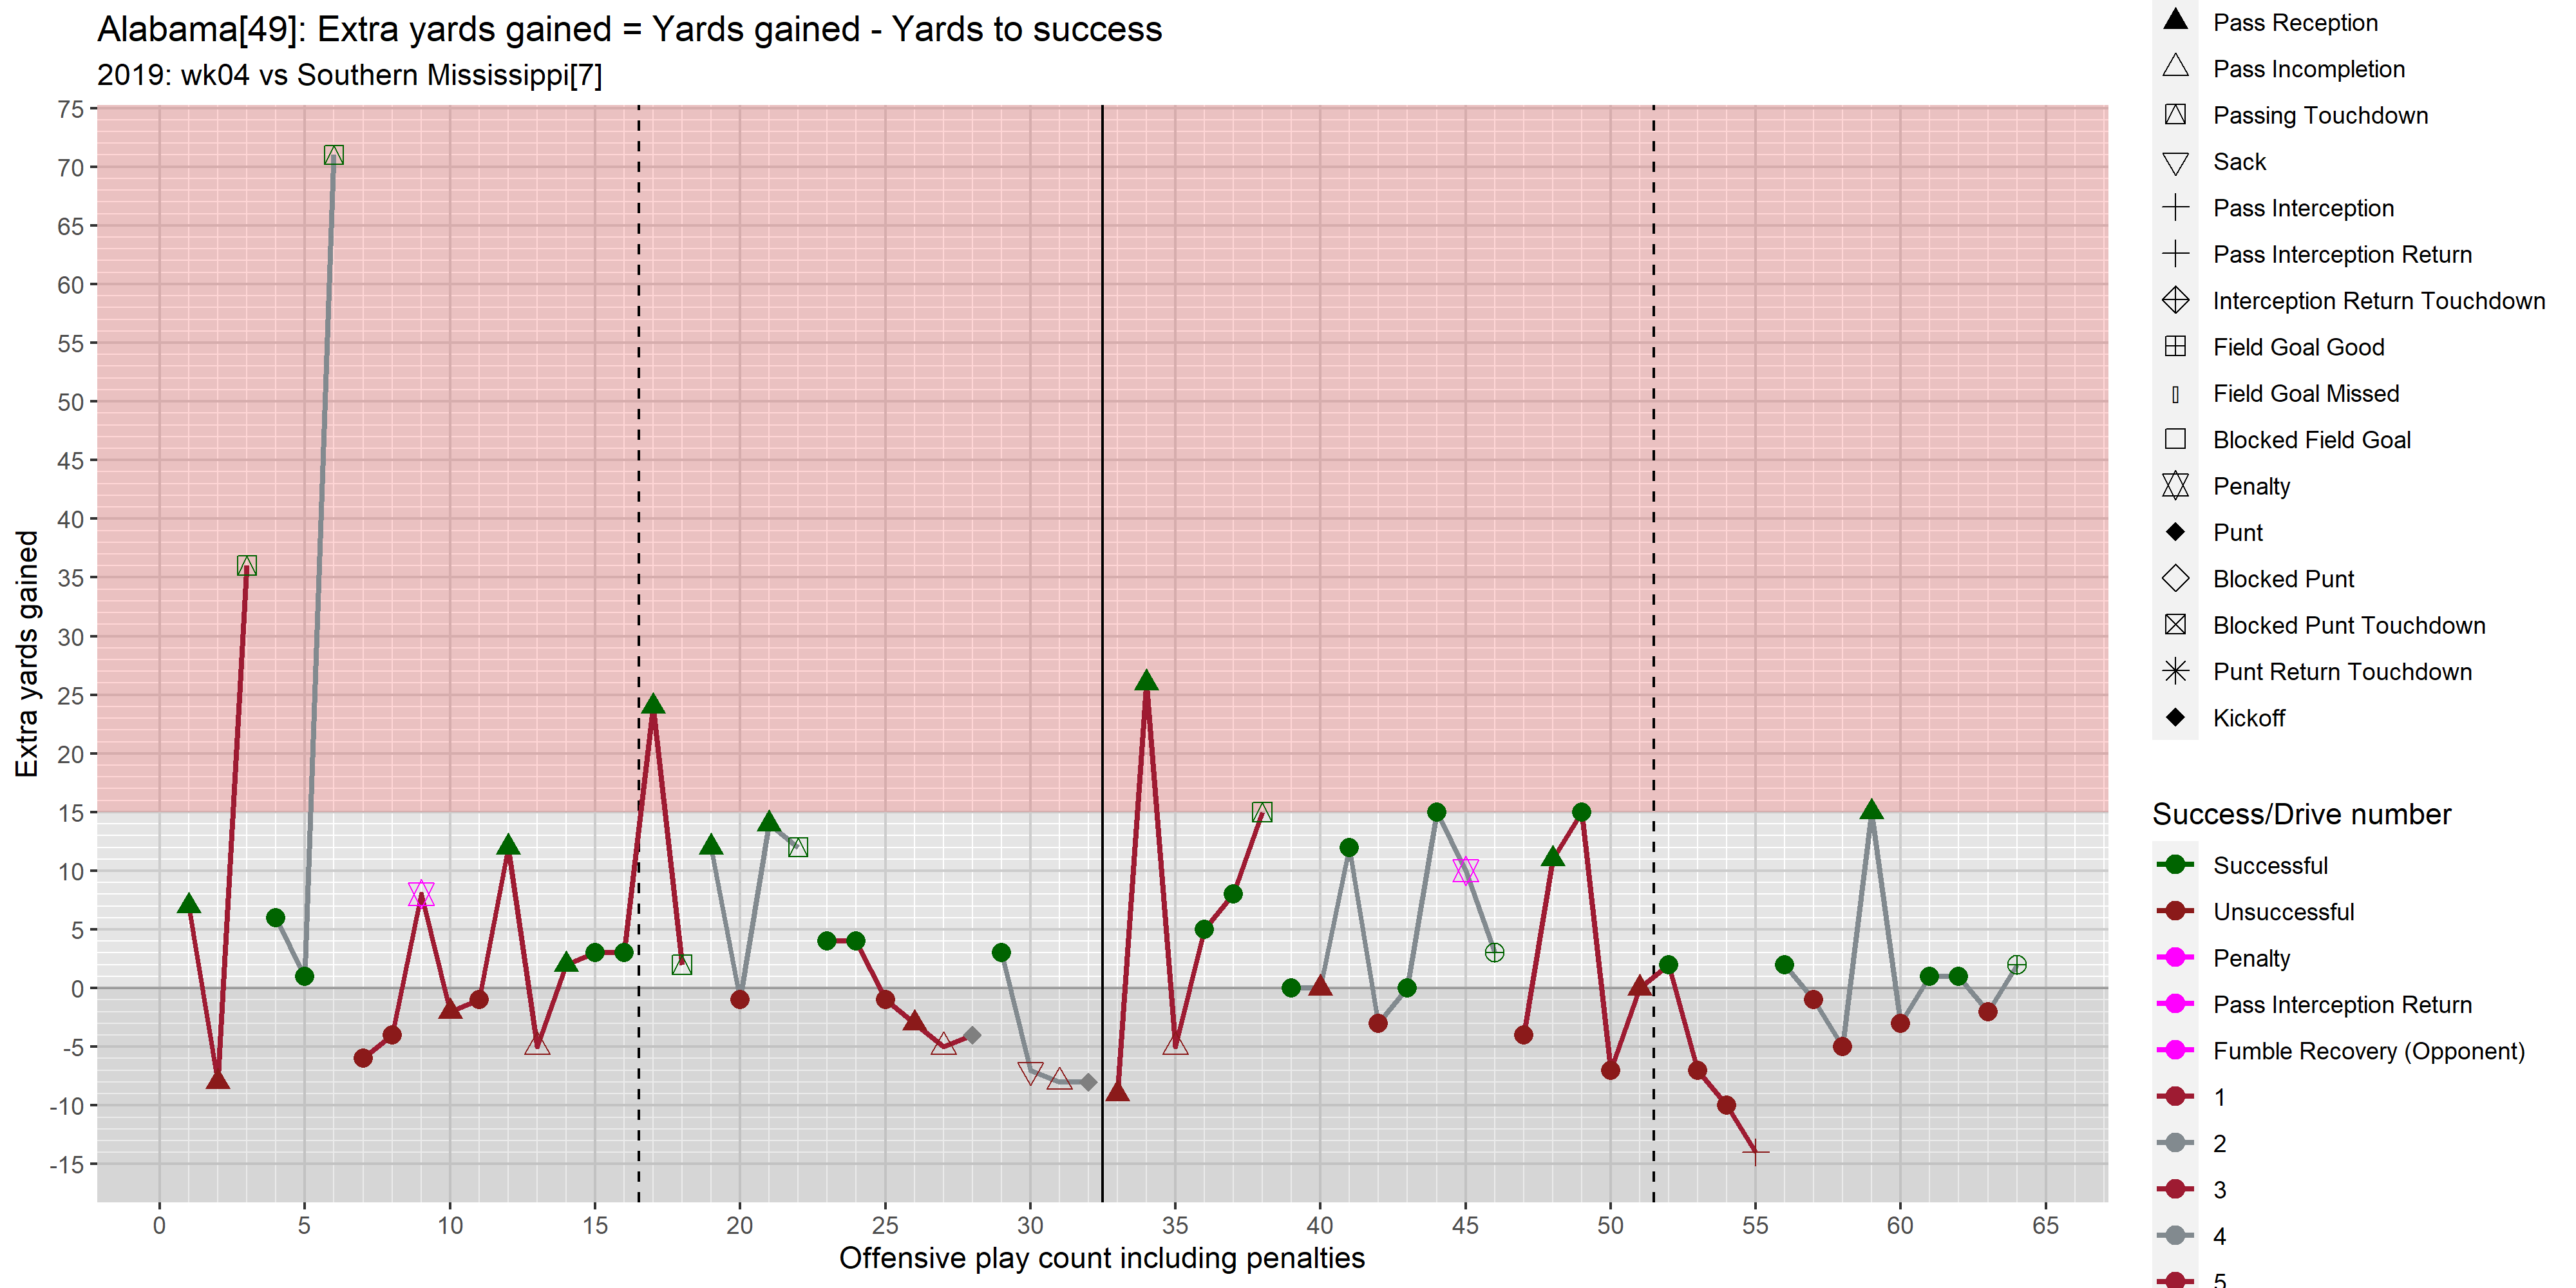 Alabama[49]: Extra yards gained = Yards gained - Yards to success
2019: wk04 vs Southern Mississippi[7]
Extra yards gained
75
70
65
60
55
50
45
40
35
30
25
20
15
10
5
0
-5
-10
-15
0 5 10 15 20 25 30 35 40 45 50 55 60 65
Offensive play count including penalties
Pass Reception
Pass Incompletion
Passing Touchdown
Sack
Pass Interception
Pass Interception Return
Interception Return Touchdown
Field Goal Good
Field Goal Missed
Blocked Field Goal
Penalty
Punt
Blocked Punt
Blocked Punt Touchdown
Punt Return Touchdown
Kickoff
Success/Drive number
Successful
Unsuccessful
Penalty
Pass Interception Return
Fumble Recovery (Opponent)
1
2
3
4
5